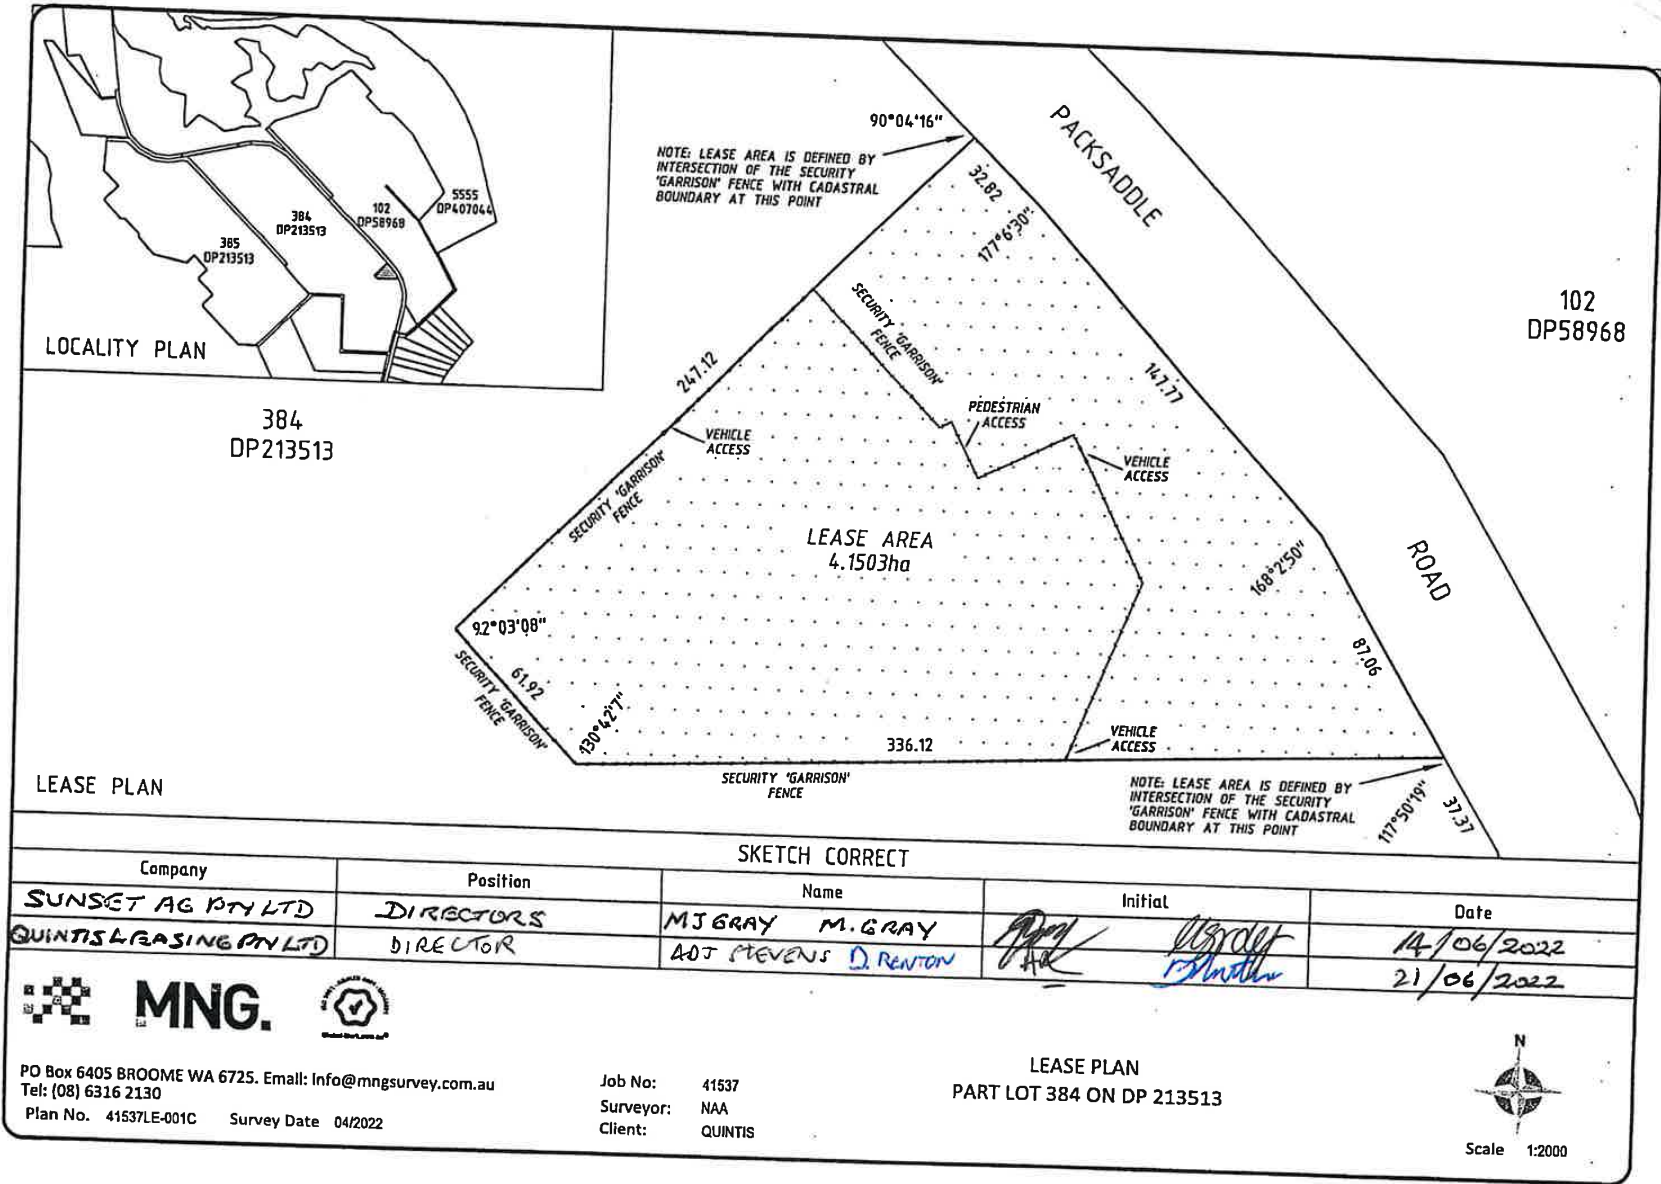 385
DP213513
384
DP213513
102
DP58968
5555
DP407044
LOCALITY PLAN
384
DP213513
90°04'16"
NOTE: LEASE AREA IS DEFINED BY
INTERSECTION OF THE SECURITY
'GARRISON' FENCE WITH CADASTRAL
BOUNDARY AT THIS POINT
PACKSADDLE
ROAD
102
DP58968
32.82
177°6'30"
SECURITY 'GARRISON'
FENCE
247.12
147.77
PEDESTRIAN
ACCESS
VEHICLE
ACCESS
VEHICLE
ACCESS
SECURITY 'GARRISON'
FENCE
LEASE AREA
4.1503ha
168°2'50"
92°03'08"
87.06
61.92
SECURITY 'GARRISON'
FENCE
130°42'7"
336.12
VEHICLE
ACCESS
SECURITY 'GARRISON'
FENCE
NOTE: LEASE AREA IS DEFINED BY
INTERSECTION OF THE SECURITY
'GARRISON' FENCE WITH CADASTRAL
BOUNDARY AT THIS POINT
117°50'19"
37.37
LEASE PLAN
SKETCH CORRECT
Company Position Name Initial Date
SUNSET AG PTY LTD DIRECTORS MJ GRAY M. GRAY 14/06/2022
QUINTIS LEASING PTY LTD DIRECTOR ADJ STEVENS D. RENTON 21/06/2022
MNG.
PO Box 6405 BROOME WA 6725. Email: info@mngsurvey.com.au
Tel: (08) 6316 2130
Plan No. 41537LE-001C Survey Date 04/2022
Job No: 41537
Surveyor: NAA
Client: QUINTIS
LEASE PLAN
PART LOT 384 ON DP 213513
N
Scale 1:2000